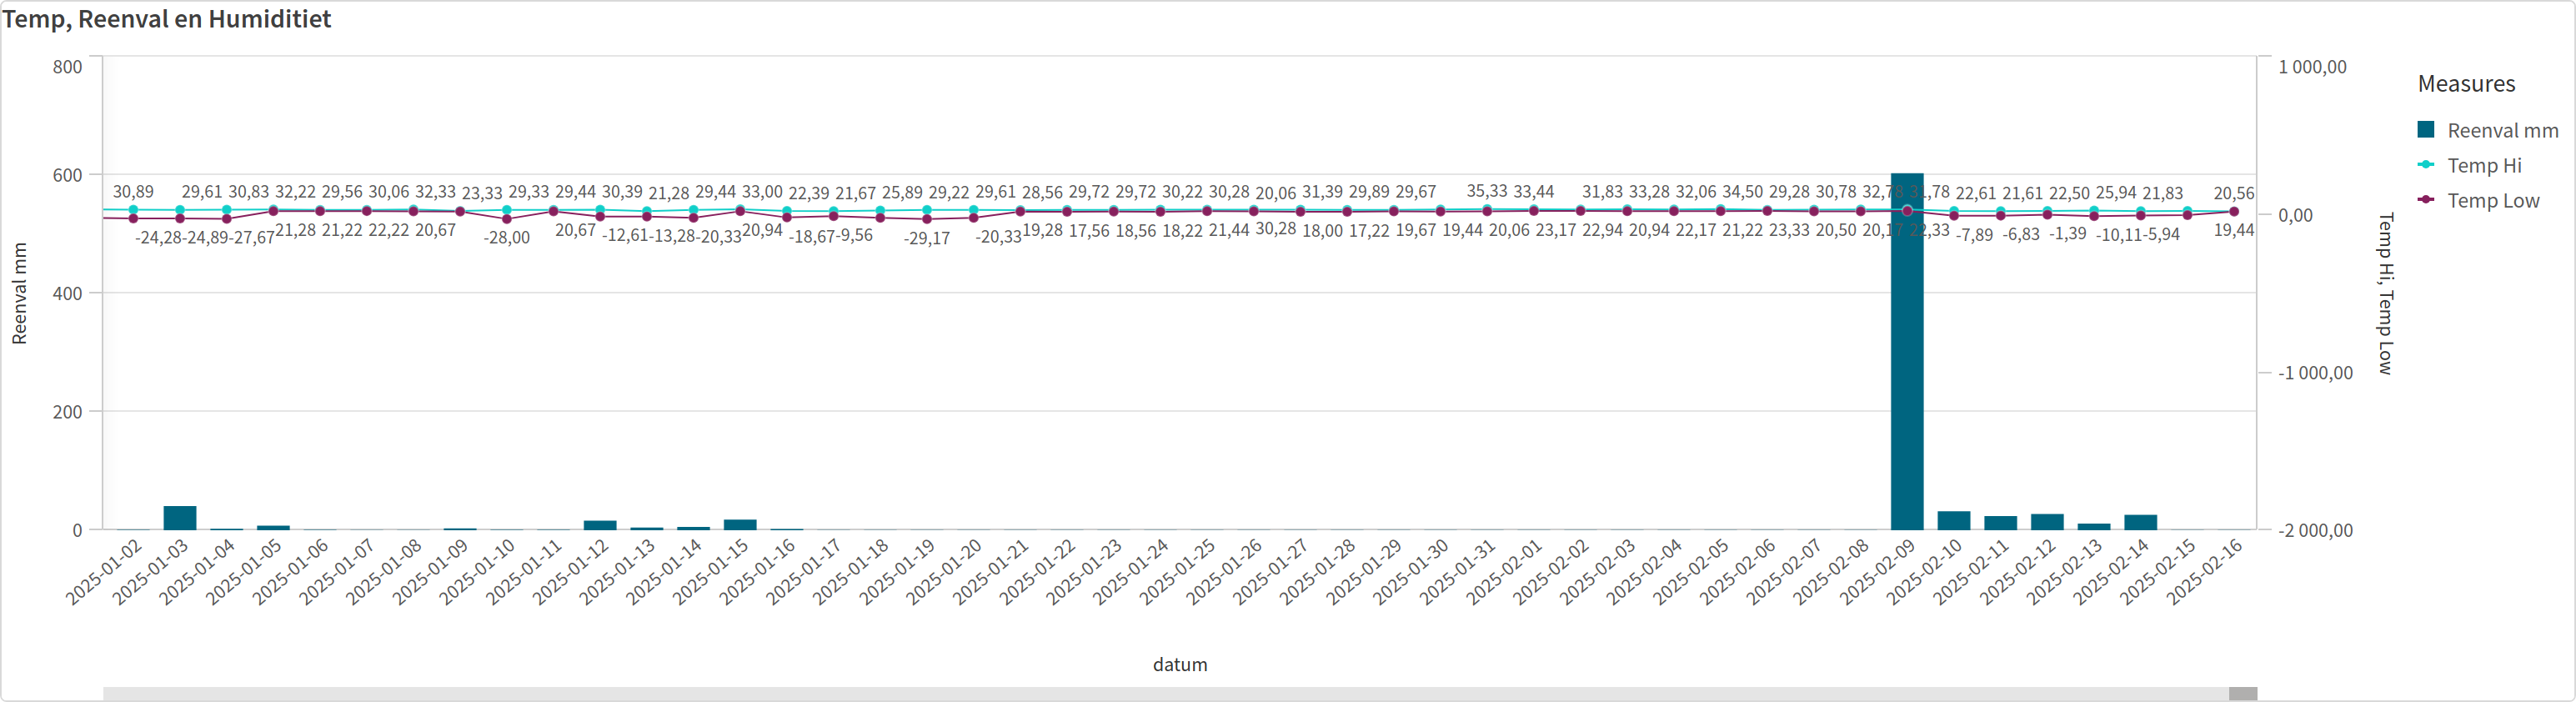 Temp, Reenval en Humiditiet
800
600
400
200
0
Reenval mm
1 000,00
0,00
-1 000,00
-2 000,00
Temp Hi, Temp Low
Measures
Reenval mm
Temp Hi
Temp Low
30,89 29,61 30,83 32,22 29,56 30,06 32,33 23,33 29,33 29,44 30,39 21,28 29,44 33,00 22,39 21,67 25,89 29,22 29,61 28,56 29,72 29,72 30,22 30,28 20,06 31,39 29,89 29,67 35,33 33,44 31,83 33,28 32,06 34,50 29,28 30,78 32,78 31,78 22,61 21,61 22,50 25,94 21,83 20,56
-24,28 -24,89 -27,67 21,28 21,22 22,22 20,67 -28,00 20,67 -12,61 -13,28 -20,33 20,94 -18,67 -9,56 -29,17 -20,33 19,28 17,56 18,56 18,22 21,44 30,28 18,00 17,22 19,67 19,44 20,06 23,17 22,94 20,94 22,17 21,22 23,33 20,50 20,17 22,33 -7,89 -6,83 -1,39 -10,11 -5,94 19,44
2025-01-02 2025-01-03 2025-01-04 2025-01-05 2025-01-06 2025-01-07 2025-01-08 2025-01-09 2025-01-10 2025-01-11 2025-01-12 2025-01-13 2025-01-14 2025-01-15 2025-01-16 2025-01-17 2025-01-18 2025-01-19 2025-01-20 2025-01-21 2025-01-22 2025-01-23 2025-01-24 2025-01-25 2025-01-26 2025-01-27 2025-01-28 2025-01-29 2025-01-30 2025-01-31 2025-02-01 2025-02-02 2025-02-03 2025-02-04 2025-02-05 2025-02-06 2025-02-07 2025-02-08 2025-02-09 2025-02-10 2025-02-11 2025-02-12 2025-02-13 2025-02-14 2025-02-15 2025-02-16
datum